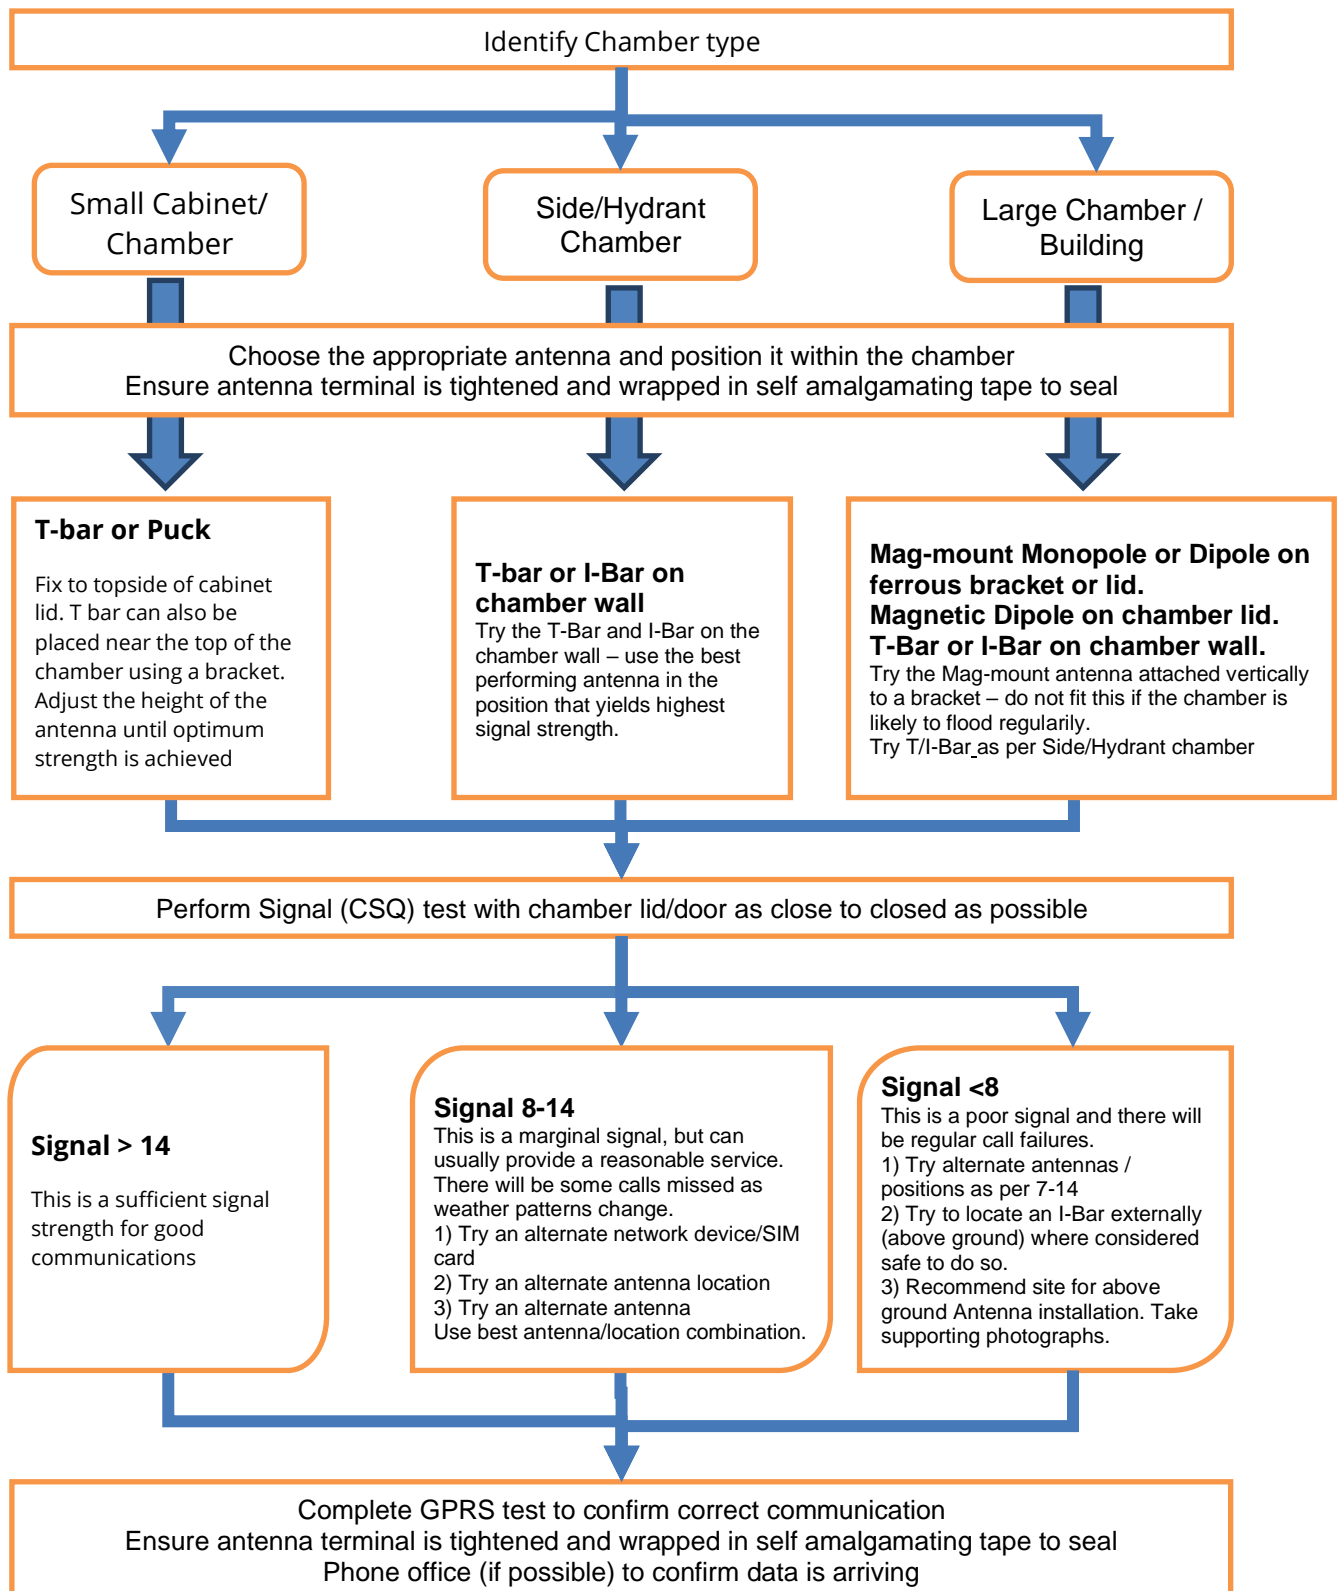 Identify Chamber type
Small Cabinet/
Chamber
Side/Hydrant
Chamber
Large Chamber /
Building
Choose the appropriate antenna and position it within the chamber
Ensure antenna terminal is tightened and wrapped in self amalgamating tape to seal
T-bar or Puck
Fix to topside of cabinet
lid. T bar can also be
placed near the top of the
chamber using a bracket.
Adjust the height of the
antenna until optimum
strength is achieved
T-bar or I-Bar on
chamber wall
Try the T-Bar and I-Bar on the
chamber wall – use the best
performing antenna in the
position that yields highest
signal strength.
Mag-mount Monopole or Dipole on
ferrous bracket or lid.
Magnetic Dipole on chamber lid.
T-Bar or I-Bar on chamber wall.
Try the Mag-mount antenna attached vertically
to a bracket – do not fit this if the chamber is
likely to flood regularily.
Try T/I-Bar as per Side/Hydrant chamber
Perform Signal (CSQ) test with chamber lid/door as close to closed as possible
Signal > 14
This is a sufficient signal
strength for good
communications
Signal 8-14
This is a marginal signal, but can
usually provide a reasonable service.
There will be some calls missed as
weather patterns change.
1) Try an alternate network device/SIM
card
2) Try an alternate antenna location
3) Try an alternate antenna
Use best antenna/location combination.
Signal <8
This is a poor signal and there will
be regular call failures.
1) Try alternate antennas /
positions as per 7-14
2) Try to locate an I-Bar externally
(above ground) where considered
safe to do so.
3) Recommend site for above
ground Antenna installation. Take
supporting photographs.
Complete GPRS test to confirm correct communication
Ensure antenna terminal is tightened and wrapped in self amalgamating tape to seal
Phone office (if possible) to confirm data is arriving